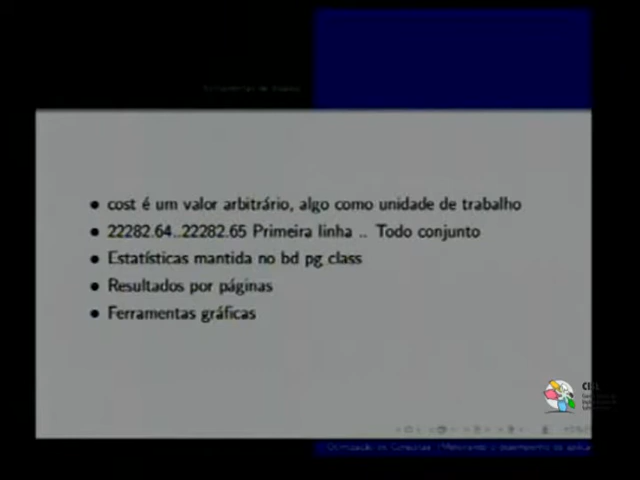 • cost é um valor arbitrário, algo como unidade de trabalho
• 22282.64..22282.65 Primeira linha .. Todo conjunto
• Estatísticas mantida no bd pg class
• Resultados por páginas
• Ferramentas gráficas